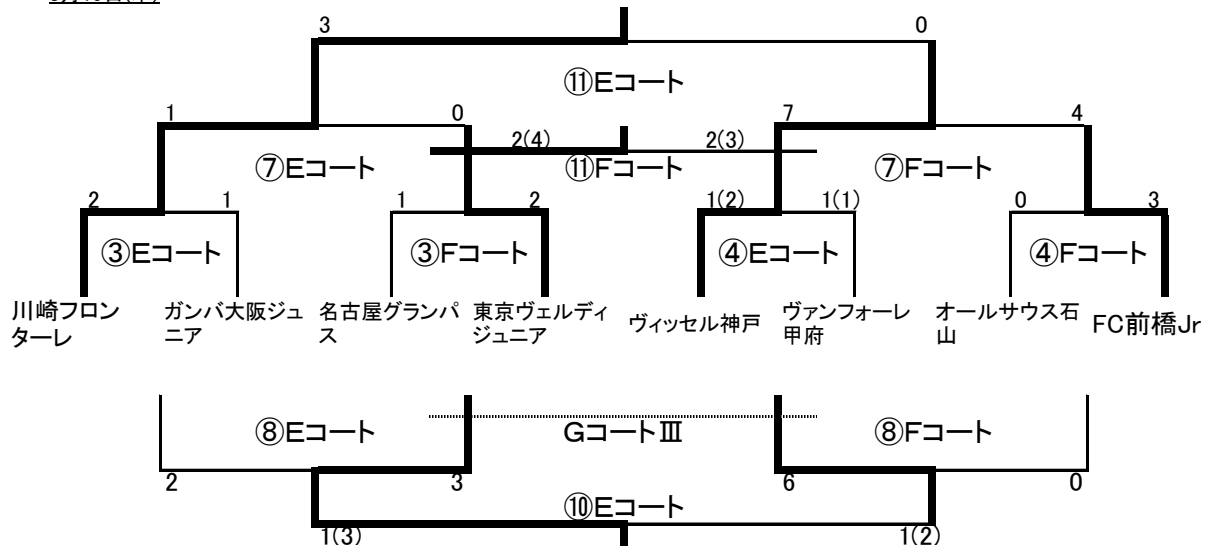 3 0
⑪Eコート
1 0 7 4
2(4) 2(3)
⑦Eコート ⑪Fコート ⑦Fコート
2 1 1 2 1(2) 1(1) 0 3
③Eコート ③Fコート ④Eコート ④Fコート
川崎フロン
ターレ
ガンバ大阪ジュ
ニア
名古屋グランパ
ス
東京ヴェルディ
ジュニア
ヴィッセル神戸
ヴァンフォーレ
甲府
オールサウス石
山
FC前橋Jr
⑧Eコート GコートⅢ ⑧Fコート
2 3 6 0
⑩Eコート
1(3) 1(2)